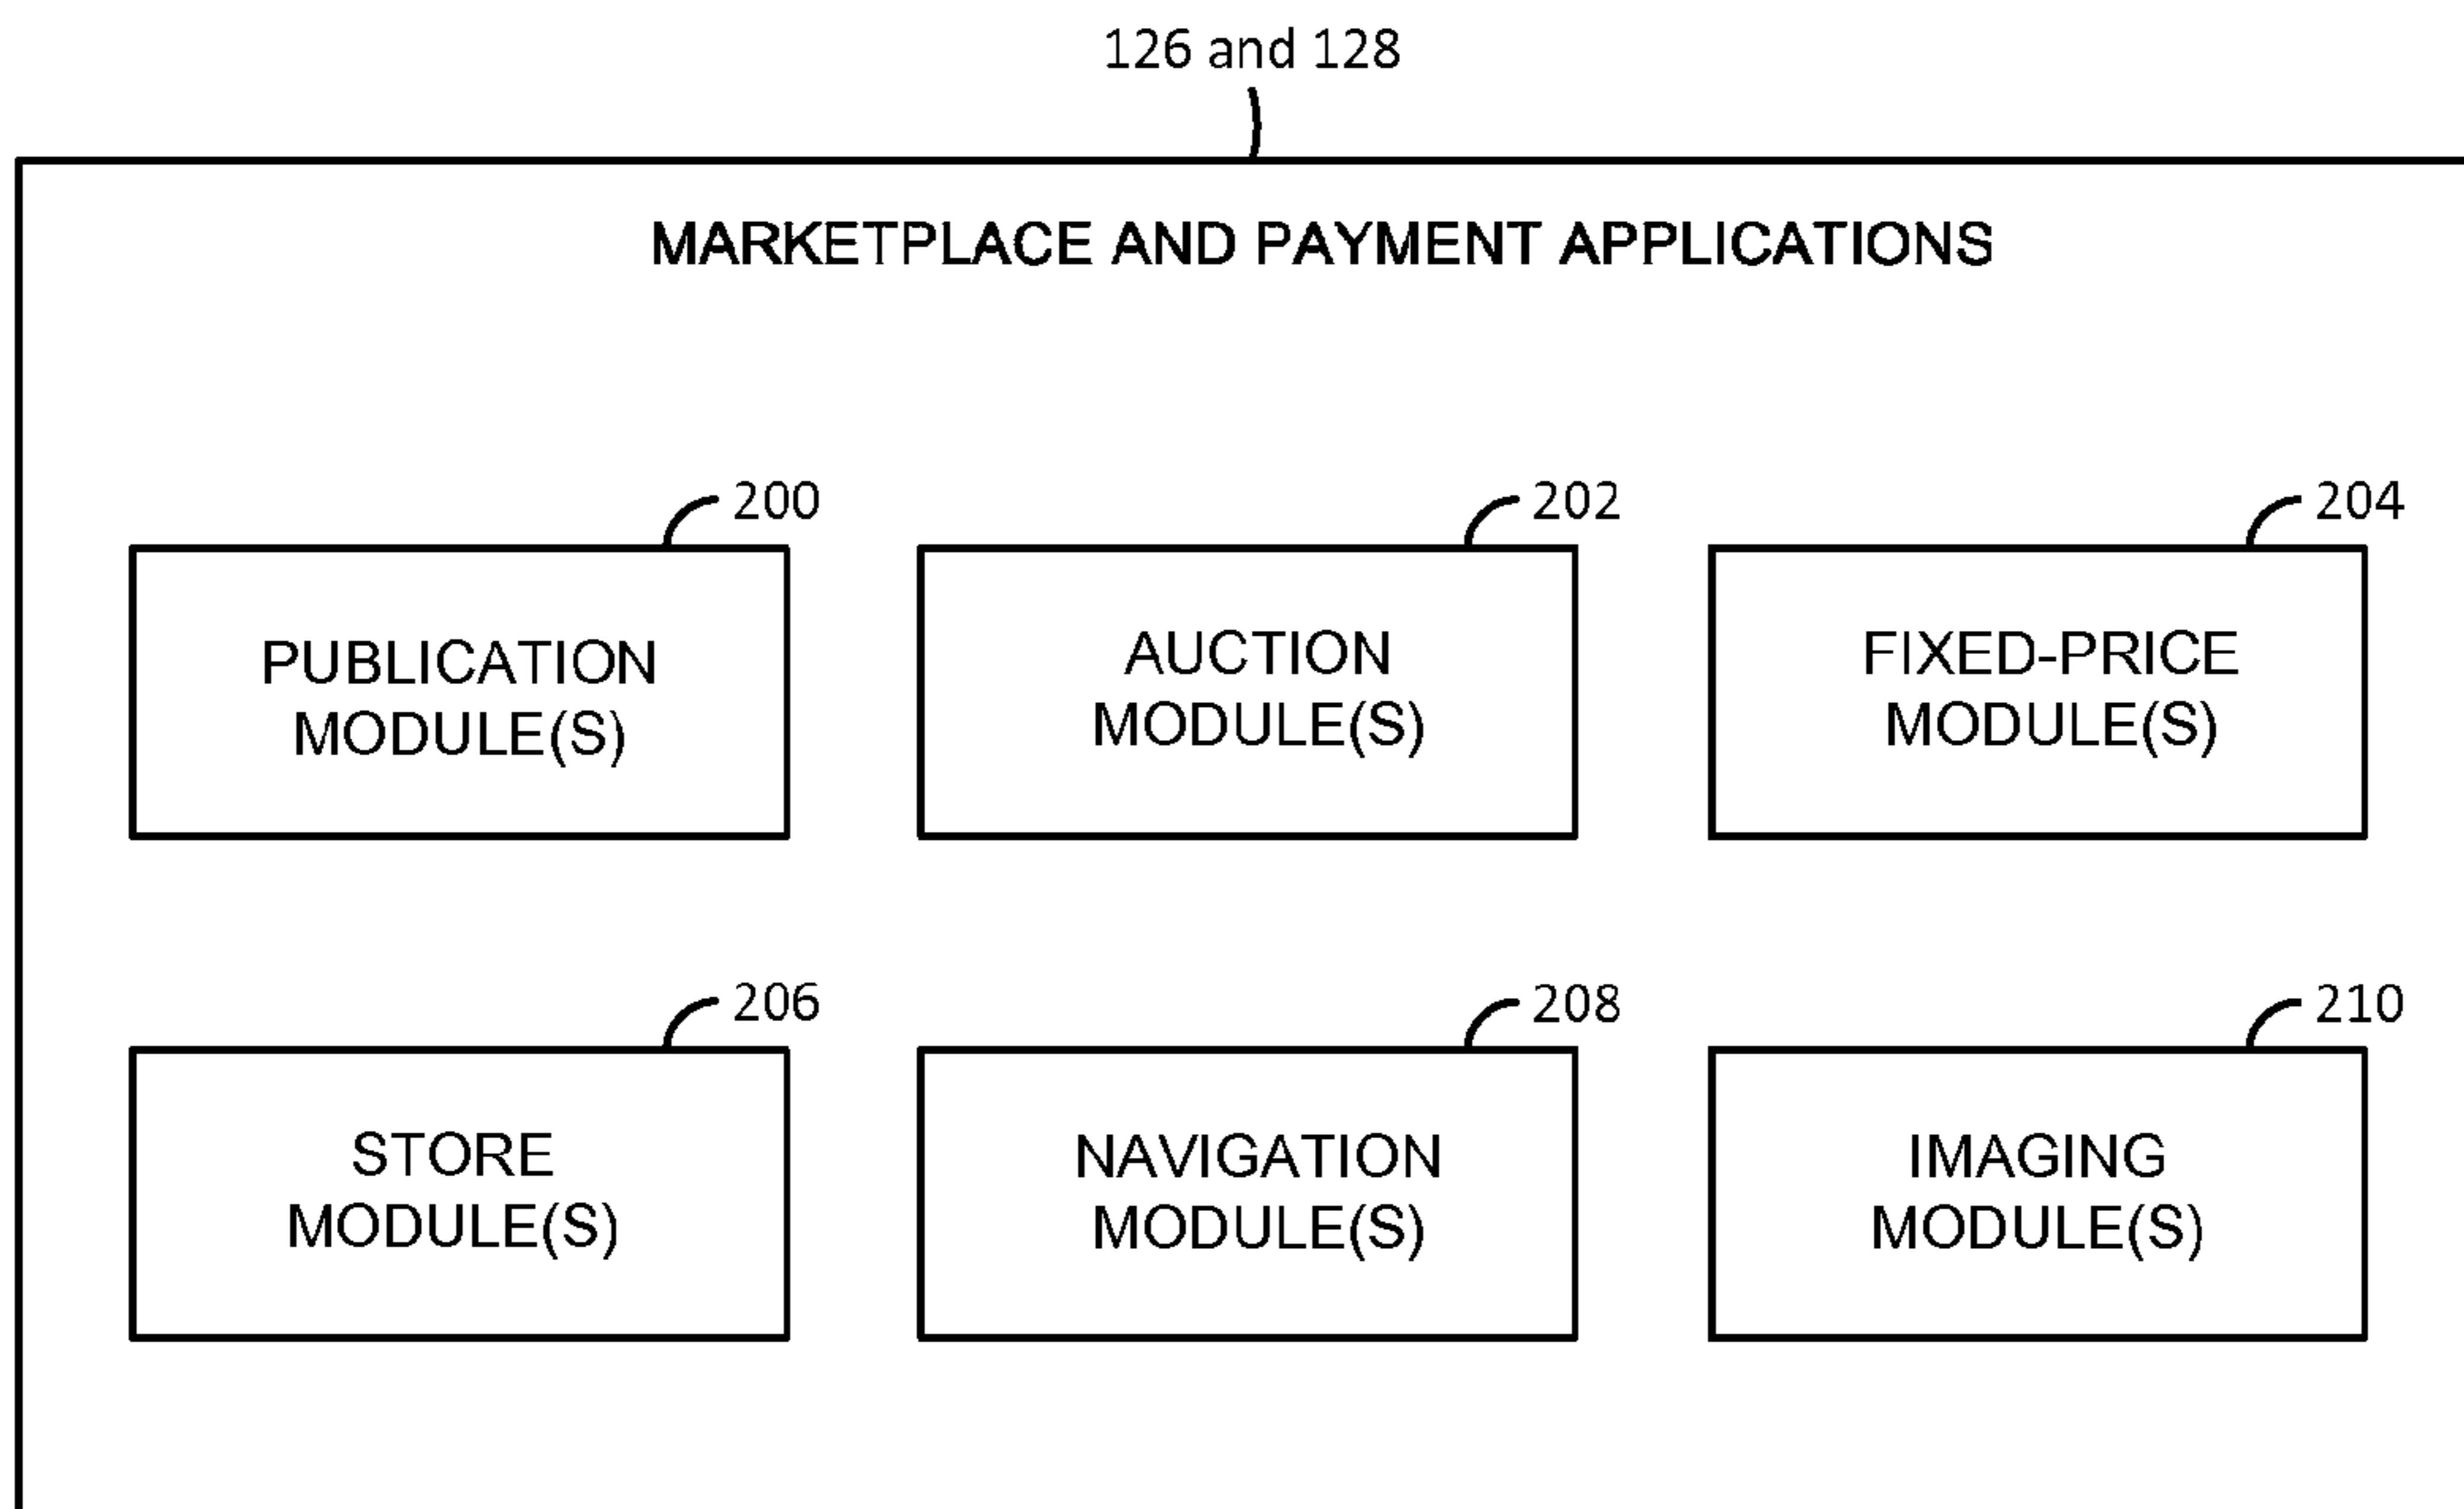 126 and 128
MARKETPLACE AND PAYMENT APPLICATIONS
200
PUBLICATION
MODULE(S)
202
AUCTION
MODULE(S)
204
FIXED-PRICE
MODULE(S)
206
STORE
MODULE(S)
208
NAVIGATION
MODULE(S)
210
IMAGING
MODULE(S)